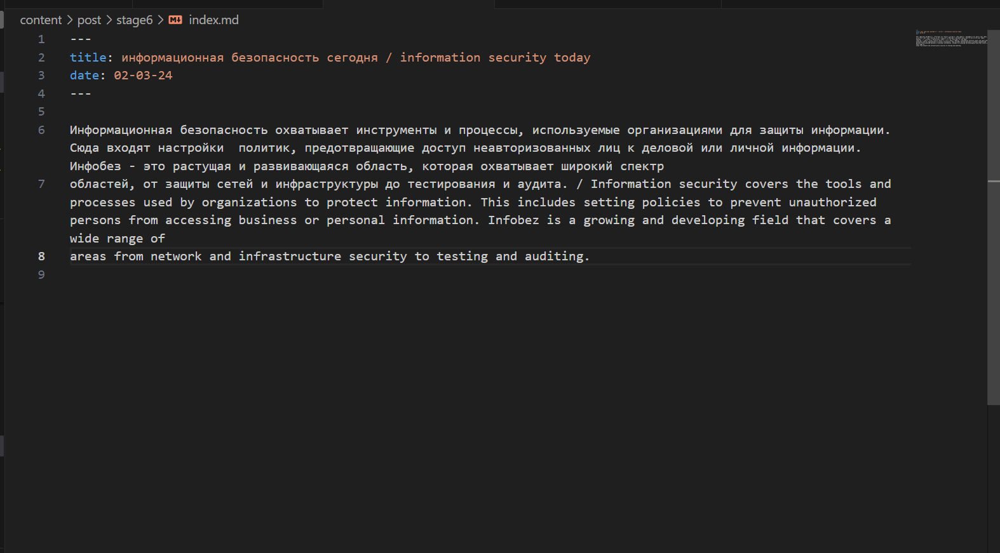 content > post > stage6 > M↓ index.md
1 ---
2 title: информационная безопасность сегодня / information security today
3 date: 02-03-24
4 ---
5
6 Информационная безопасность охватывает инструменты и процессы, используемые организациями для защиты информации.
Сюда входят настройки  политик, предотвращающие доступ неавторизованных лиц к деловой или личной информации.
Инфобез - это растущая и развивающаяся область, которая охватывает широкий спектр
7 областей, от защиты сетей и инфраструктуры до тестирования и аудита. / Information security covers the tools and
processes used by organizations to protect information. This includes setting policies to prevent unauthorized
persons from accessing business or personal information. Infobez is a growing and developing field that covers a
wide range of
8 areas from network and infrastructure security to testing and auditing.
9